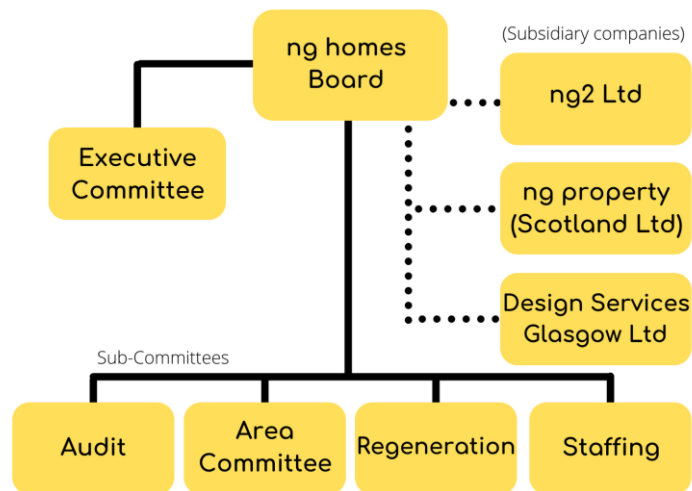 ng homes
Board
(Subsidiary companies)
ng2 Ltd
Executive
Committee
ng property
(Scotland Ltd)
Design Services
Glasgow Ltd
Sub-Committees
Audit
Area
Committee
Regeneration
Staffing